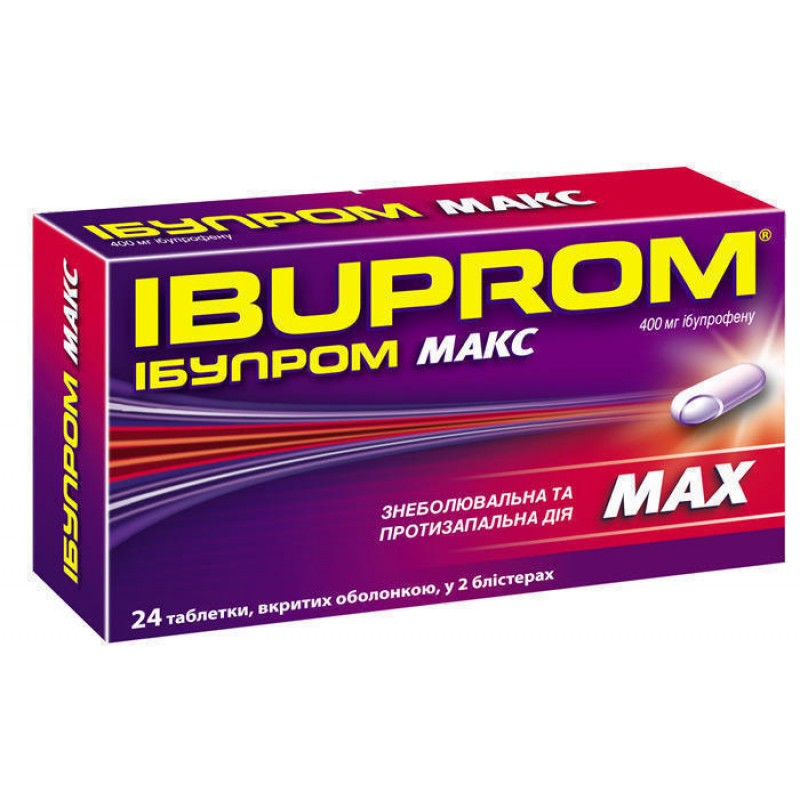 ІБУПРОМ МАКС
400 мг ібупрофену
IBUPROM®
400 мг ібупрофену
ІБУПРОМ МАКС
ЗНЕБОЛЮВАЛЬНА ТА
ПРОТИЗАПАЛЬНА ДІЯ
MAX
24 таблетки, вкритих оболонкою, у 2 блістерах
ІБУПРОМ МАКС